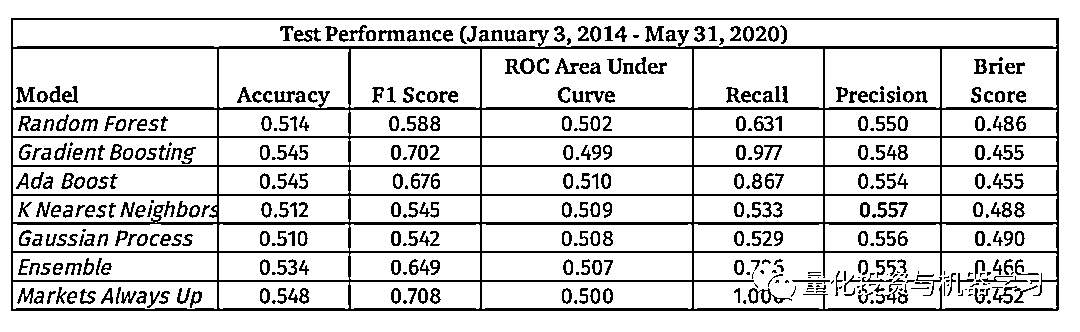 Test Performance (January 3, 2014 - May 31, 2020)
Model Accuracy F1 Score ROC Area Under Curve Recall Precision Brier Score
Random Forest 0.514 0.588 0.502 0.631 0.550 0.486
Gradient Boosting 0.545 0.702 0.499 0.977 0.548 0.455
Ada Boost 0.545 0.676 0.510 0.867 0.554 0.455
K Nearest Neighbors 0.512 0.545 0.509 0.533 0.557 0.488
Gaussian Process 0.510 0.542 0.508 0.529 0.556 0.490
Ensemble 0.534 0.649 0.507 0.553 0.466
Markets Always Up 0.548 0.708 0.500 1.000 0.548 0.452
量化投资与机器学习